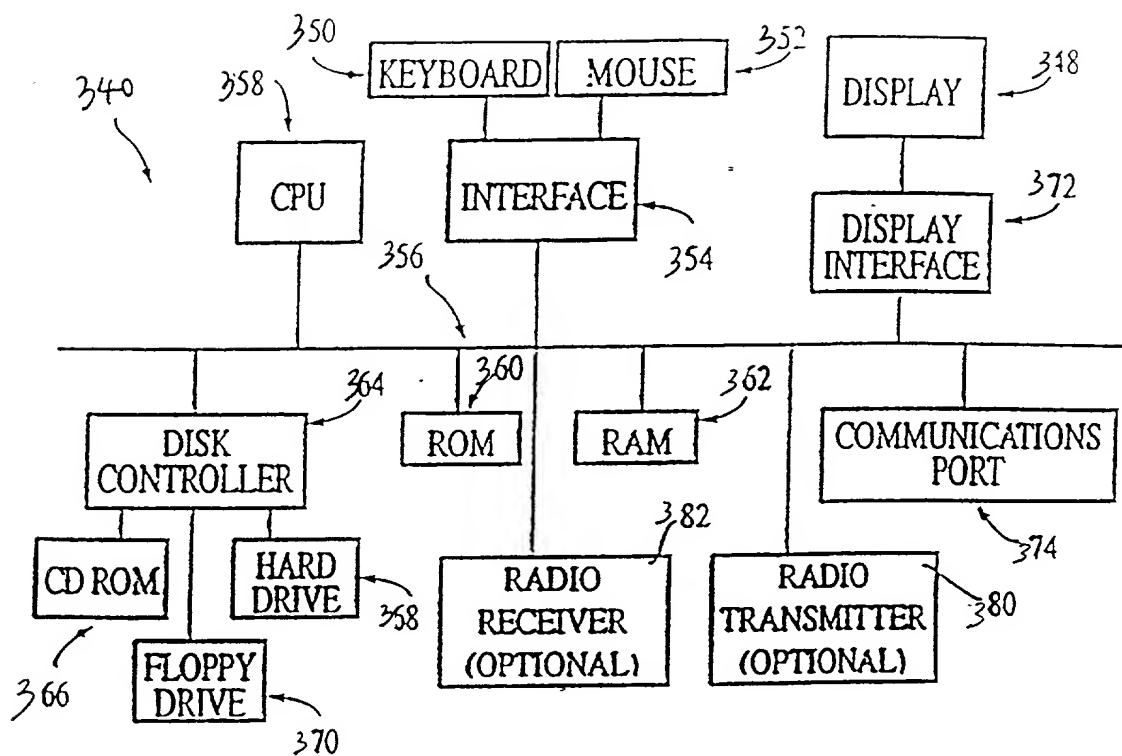 350
KEYBOARD
MOUSE
352
340
358
DISPLAY
348
CPU
INTERFACE
354
372
DISPLAY
INTERFACE
356
364
DISK
CONTROLLER
360
ROM
362
RAM
COMMUNICATIONS
PORT
374
CD ROM
366
HARD
DRIVE
358
FLOPPY
DRIVE
370
382
RADIO
RECEIVER
(OPTIONAL)
380
RADIO
TRANSMITTER
(OPTIONAL)